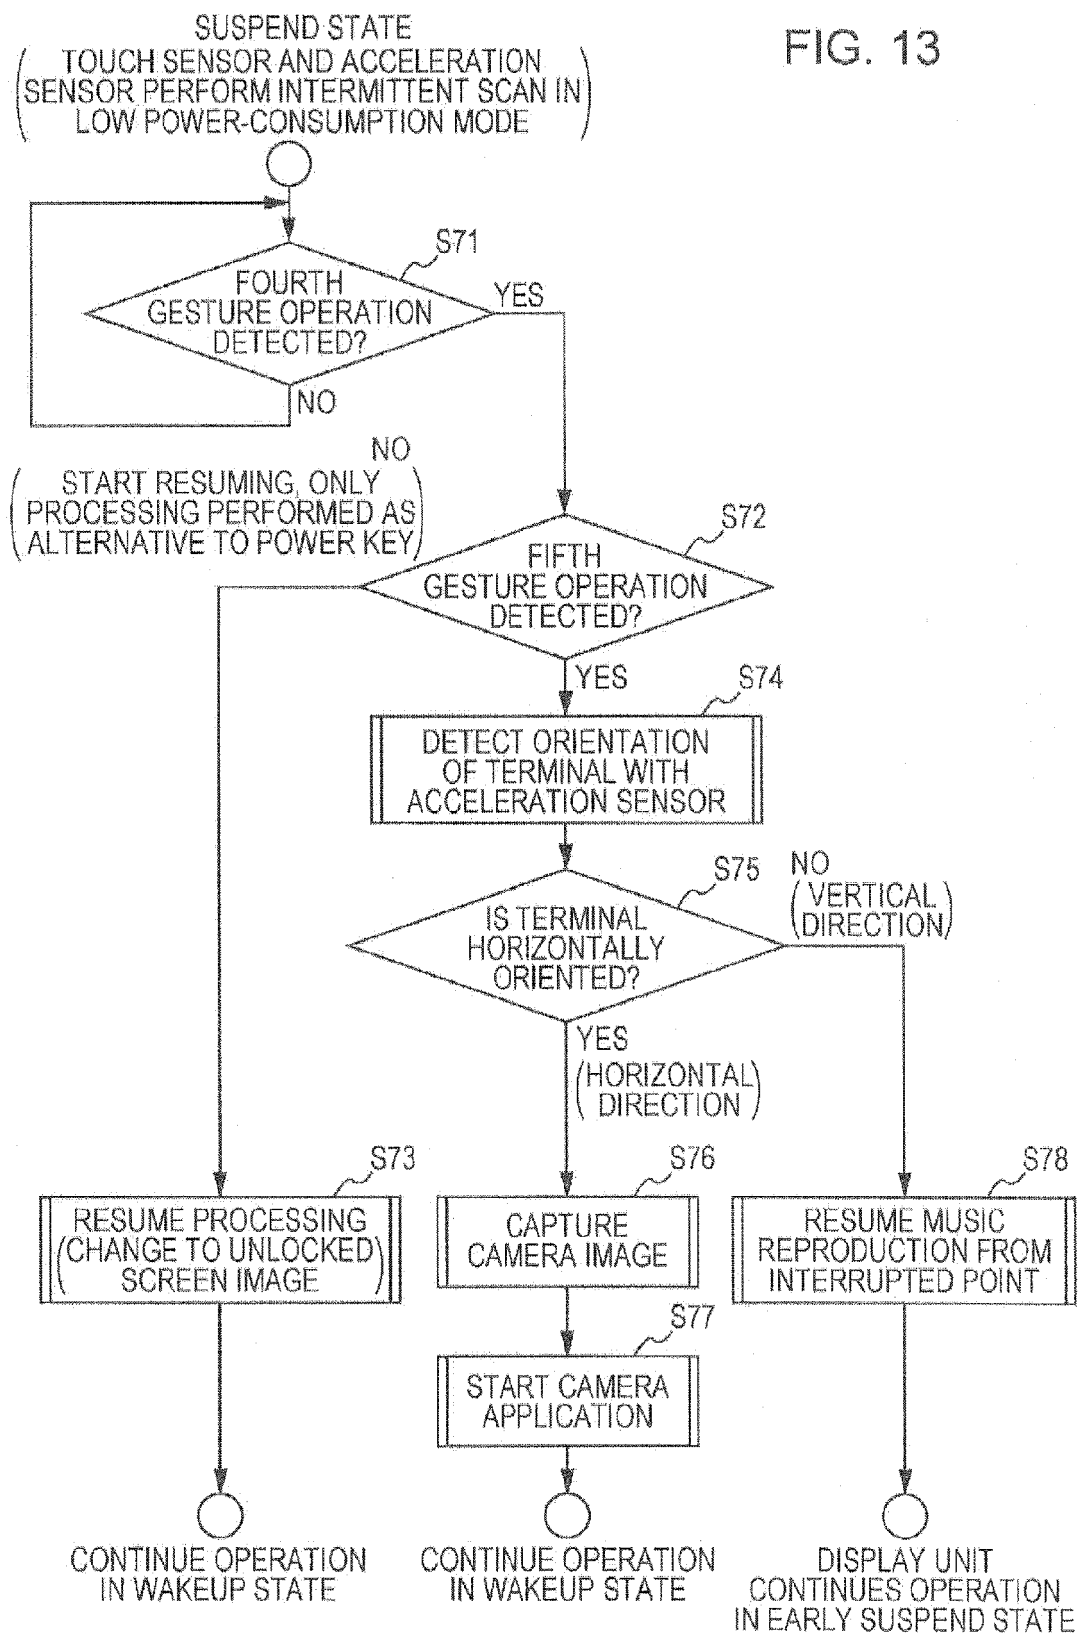 FIG. 13
SUSPEND STATE
(TOUCH SENSOR AND ACCELERATION
SENSOR PERFORM INTERMITTENT SCAN IN
LOW POWER-CONSUMPTION MODE)
S71
FOURTH
GESTURE OPERATION
DETECTED?
YES
NO
NO
(START RESUMING, ONLY
PROCESSING PERFORMED AS
ALTERNATIVE TO POWER KEY)
S72
FIFTH
GESTURE OPERATION
DETECTED?
YES
S74
DETECT ORIENTATION
OF TERMINAL WITH
ACCELERATION SENSOR
S75
IS TERMINAL
HORIZONTALLY
ORIENTED?
NO
(VERTICAL
DIRECTION)
YES
(HORIZONTAL
DIRECTION)
S73
RESUME PROCESSING
(CHANGE TO UNLOCKED
SCREEN IMAGE)
S76
CAPTURE
CAMERA IMAGE
S78
RESUME MUSIC
REPRODUCTION FROM
INTERRUPTED POINT
S77
START CAMERA
APPLICATION
CONTINUE OPERATION
IN WAKEUP STATE
CONTINUE OPERATION
IN WAKEUP STATE
DISPLAY UNIT
CONTINUES OPERATION
IN EARLY SUSPEND STATE